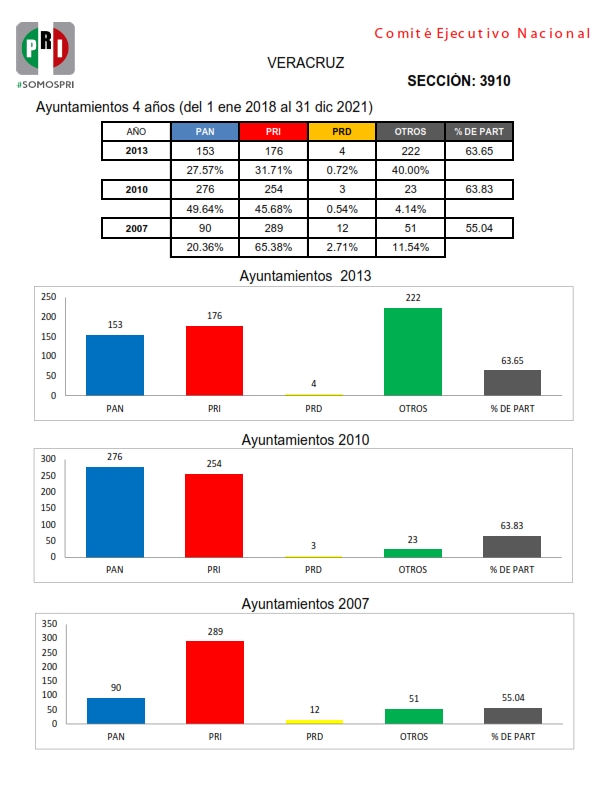 Comité Ejecutivo Nacional
PRI
#SOMOSPRI
VERACRUZ
SECCIÓN: 3910
Ayuntamientos 4 años (del 1 ene 2018 al 31 dic 2021)
AÑO PAN PRI PRD OTROS % DE PART
2013 153 176 4 222 63.65
27.57% 31.71% 0.72% 40.00%
2010 276 254 3 23 63.83
49.64% 45.68% 0.54% 4.14%
2007 90 289 12 51 55.04
20.36% 65.38% 2.71% 11.54%
Ayuntamientos 2013
250
200
150
100
50
0
153
176
4
222
63.65
PAN PRI PRD OTROS % DE PART
Ayuntamientos 2010
300
250
200
150
100
50
0
276
254
3
23
63.83
PAN PRI PRD OTROS % DE PART
Ayuntamientos 2007
350
300
250
200
150
100
50
0
90
289
12
51
55.04
PAN PRI PRD OTROS % DE PART